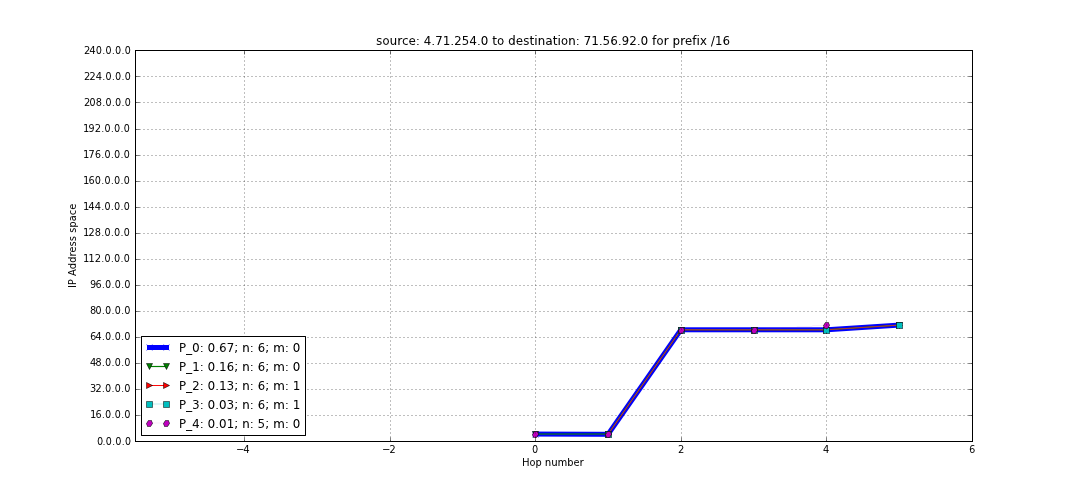 source: 4.71.254.0 to destination: 71.56.92.0 for prefix /16
240.0.0.0
224.0.0.0
208.0.0.0
192.0.0.0
176.0.0.0
160.0.0.0
144.0.0.0
128.0.0.0
112.0.0.0
96.0.0.0
80.0.0.0
64.0.0.0
48.0.0.0
32.0.0.0
16.0.0.0
0.0.0.0
IP Address space
P_0: 0.67; n: 6; m: 0
P_1: 0.16; n: 6; m: 0
P_2: 0.13; n: 6; m: 1
P_3: 0.03; n: 6; m: 1
P_4: 0.01; n: 5; m: 0
−4 −2 0 2 4 6
Hop number